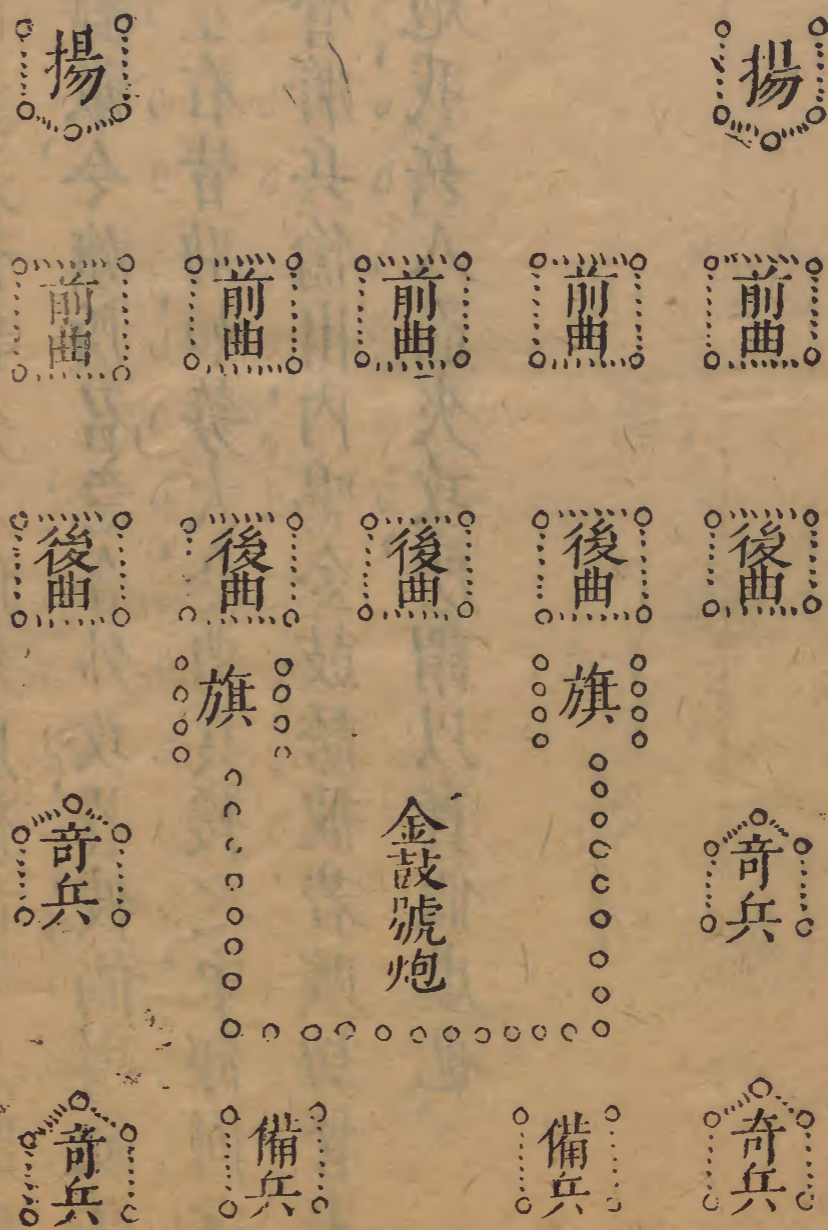 揚 揚
前曲 前曲 前曲 前曲 前曲
後曲 後曲 後曲 後曲 後曲
旗 旗
奇兵 金鼓號炮 奇兵
奇兵 備兵 備兵 奇兵